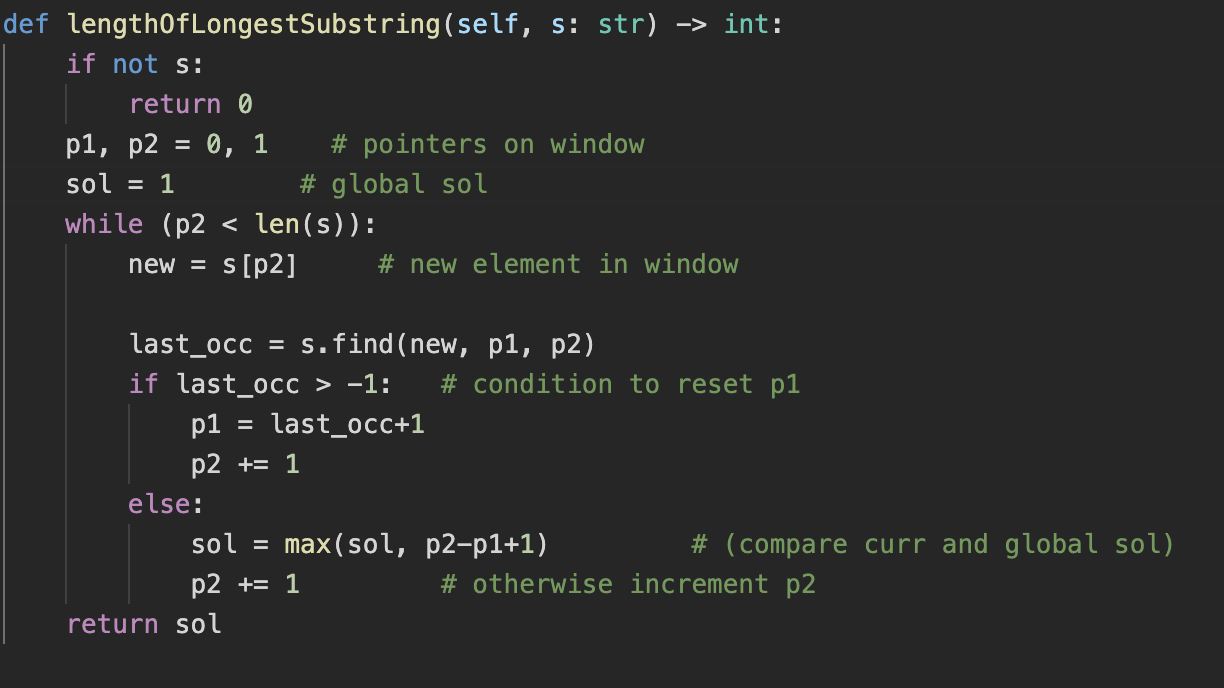 def lengthOfLongestSubstring(self, s: str) -> int:
    if not s:
        return 0
    p1, p2 = 0, 1    # pointers on window
    sol = 1        # global sol
    while (p2 < len(s)):
        new = s[p2]     # new element in window

        last_occ = s.find(new, p1, p2)
        if last_occ > -1:   # condition to reset p1
            p1 = last_occ+1
            p2 += 1
        else:
            sol = max(sol, p2-p1+1)         # (compare curr and global sol)
            p2 += 1         # otherwise increment p2
    return sol